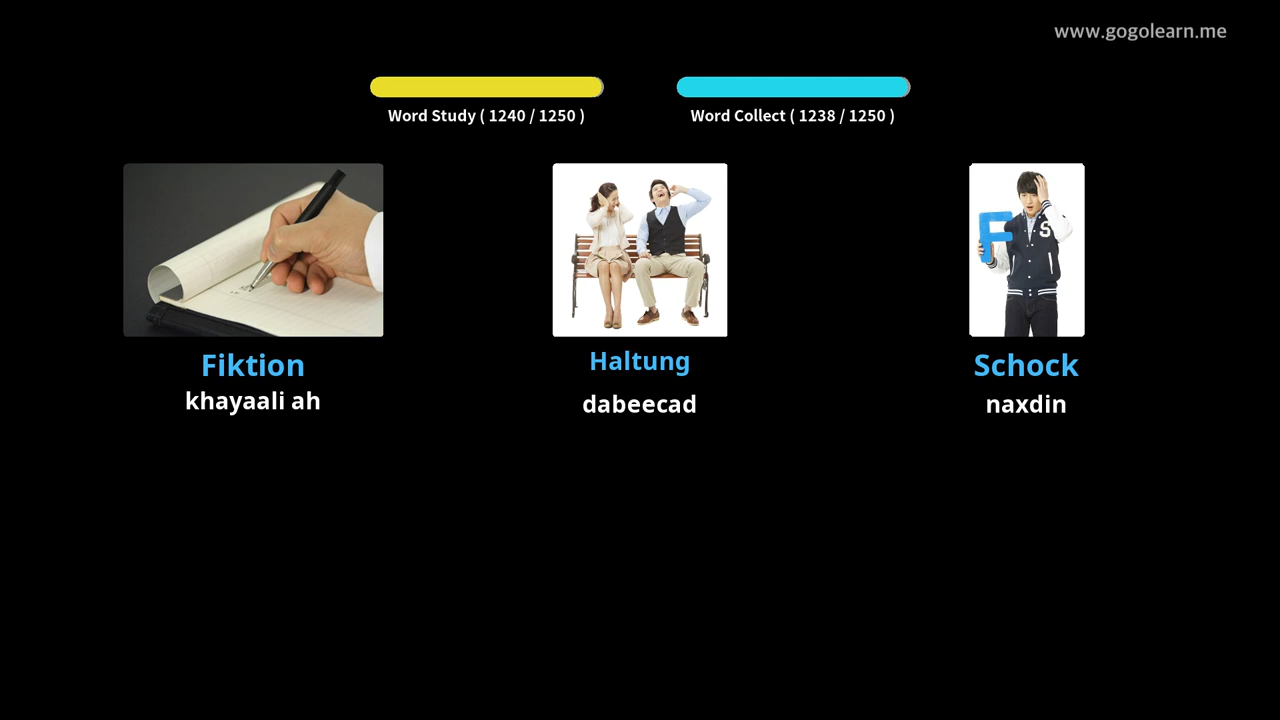 www.gogolearn.me
Word Study ( 1240 / 1250 )
Word Collect ( 1238 / 1250 )
F
S
Fiktion
khayaali ah
Haltung
dabeecad
Schock
naxdin